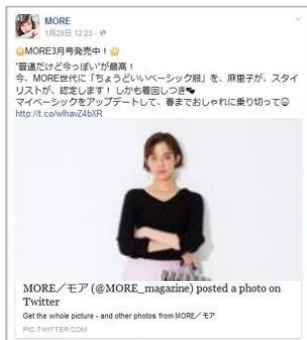 MORE
1月29日 12:23
MORE3月号発売中！
"普通だけど今っぽい"が最高！
今、MORE世代に「ちょうどいいベーシック服」を、麻里子が、スタイ
リストが、認定します！ しかも着回しつき
マイベーシックをアップデートして、春までおしゃれに乗り切って
http://t.co/wlhavZ4bXR
MORE／モア (@MORE_magazine) posted a photo on
Twitter
Get the whole picture - and other photos from MORE／モア
PIC.TWITTER.COM